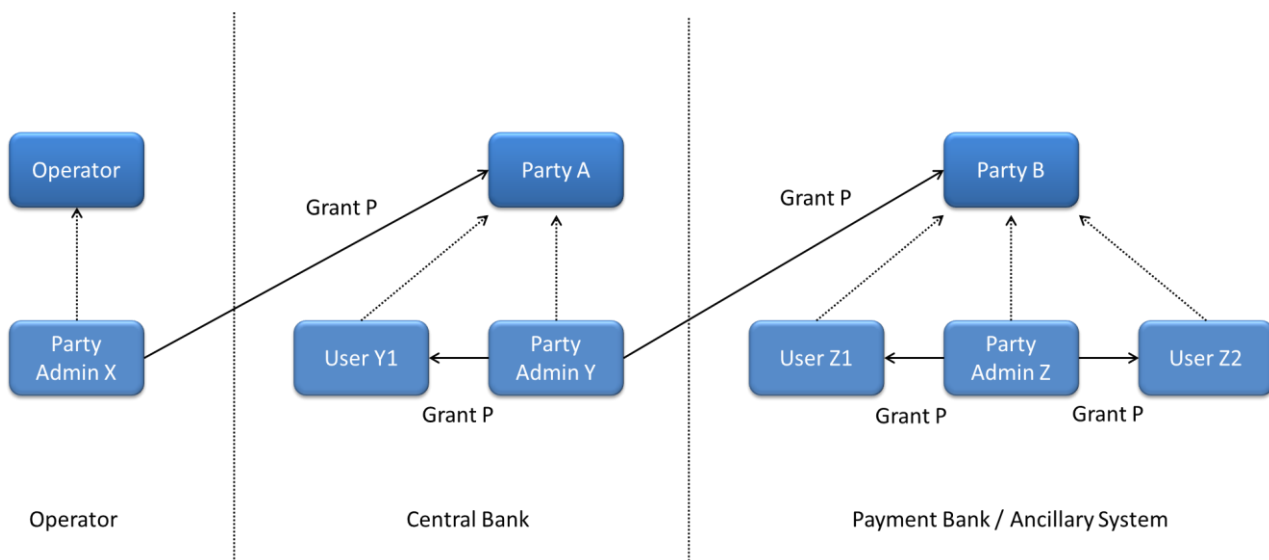 Operator
Party A
Party B
Grant P
Grant P
Party
Admin X
User Y1
Party
Admin Y
User Z1
Party
Admin Z
User Z2
Grant P
Grant P
Grant P
Operator
Central Bank
Payment Bank / Ancillary System